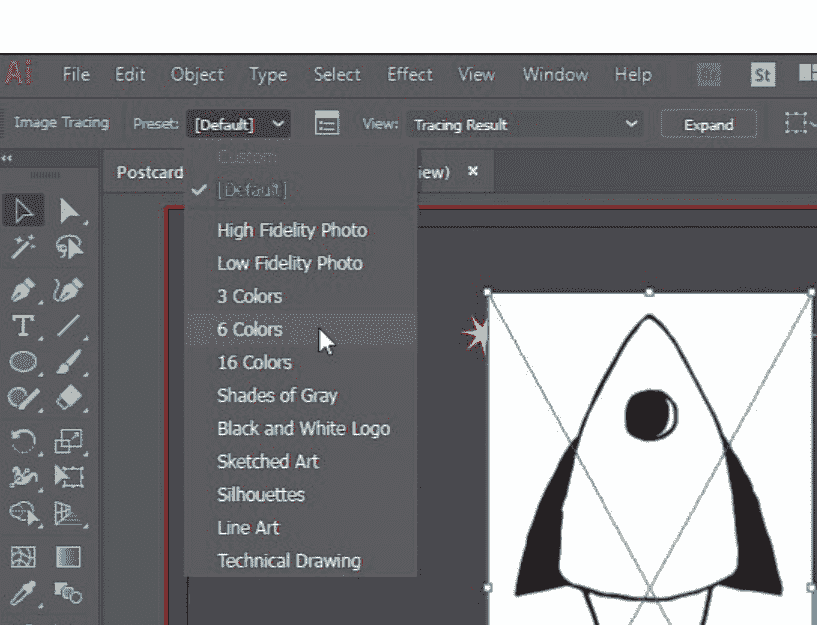 Ai File Edit Object Type Select Effect View Window Help St
Image Tracing Preset: [Default] View: Tracing Result Expand
Custom
Postcard iew) ×
[Default]
High Fidelity Photo
Low Fidelity Photo
3 Colors
6 Colors
16 Colors
Shades of Gray
Black and White Logo
Sketched Art
Silhouettes
Line Art
Technical Drawing